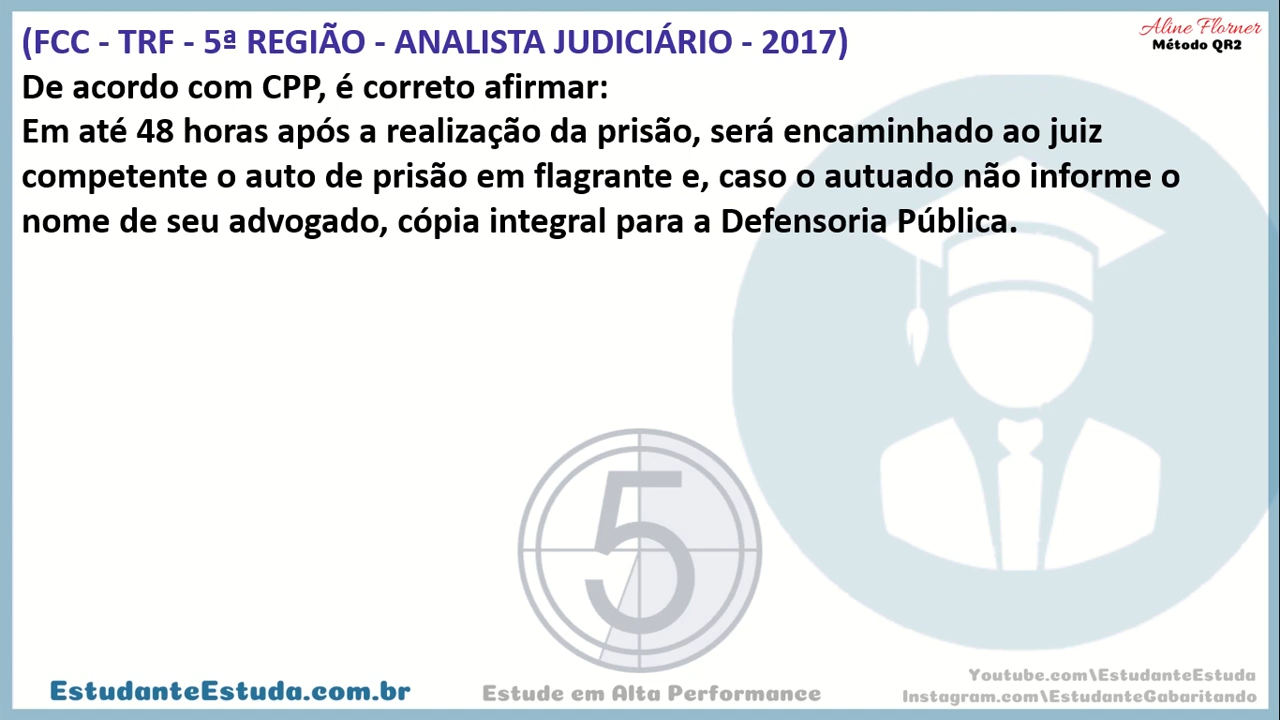 (FCC - TRF - 5ª REGIÃO - ANALISTA JUDICIÁRIO - 2017)
Aline Florner
Método QR2
De acordo com CPP, é correto afirmar:
Em até 48 horas após a realização da prisão, será encaminhado ao juiz
competente o auto de prisão em flagrante e, caso o autuado não informe o
nome de seu advogado, cópia integral para a Defensoria Pública.
5
EstudanteEstuda.com.br
Estude em Alta Performance
Youtube.com\EstudanteEstuda
Instagram.com\EstudanteGabaritando